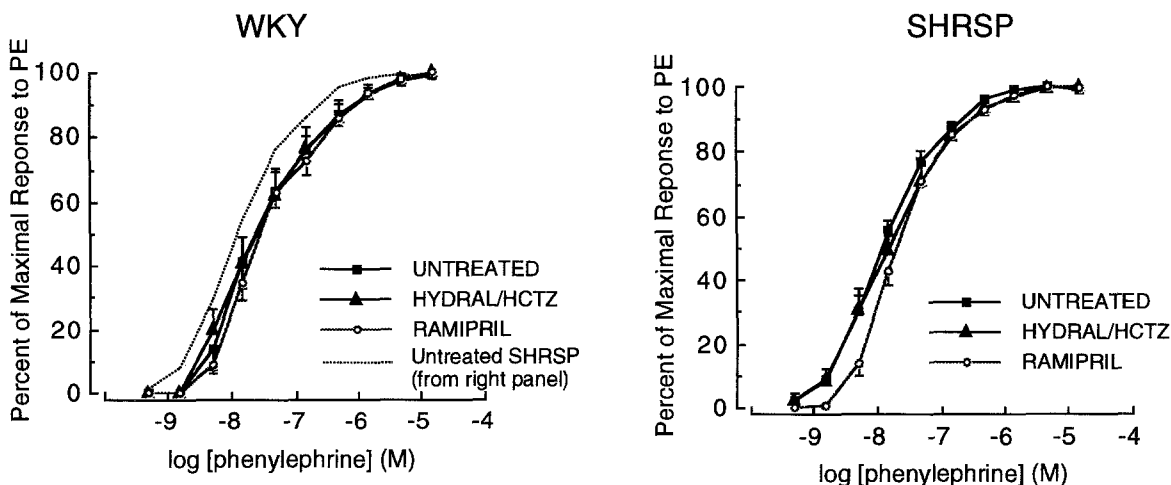 WKY
Percent of Maximal Reponse to PE
100
80
60
40
20
0
UNTREATED
HYDRAL/HCTZ
RAMIPRIL
Untreated SHRSP
(from right panel)
-9 -8 -7 -6 -5 -4
log [phenylephrine] (M)
SHRSP
Percent of Maximal Reponse to PE
100
80
60
40
20
0
UNTREATED
HYDRAL/HCTZ
RAMIPRIL
-9 -8 -7 -6 -5 -4
log [phenylephrine] (M)